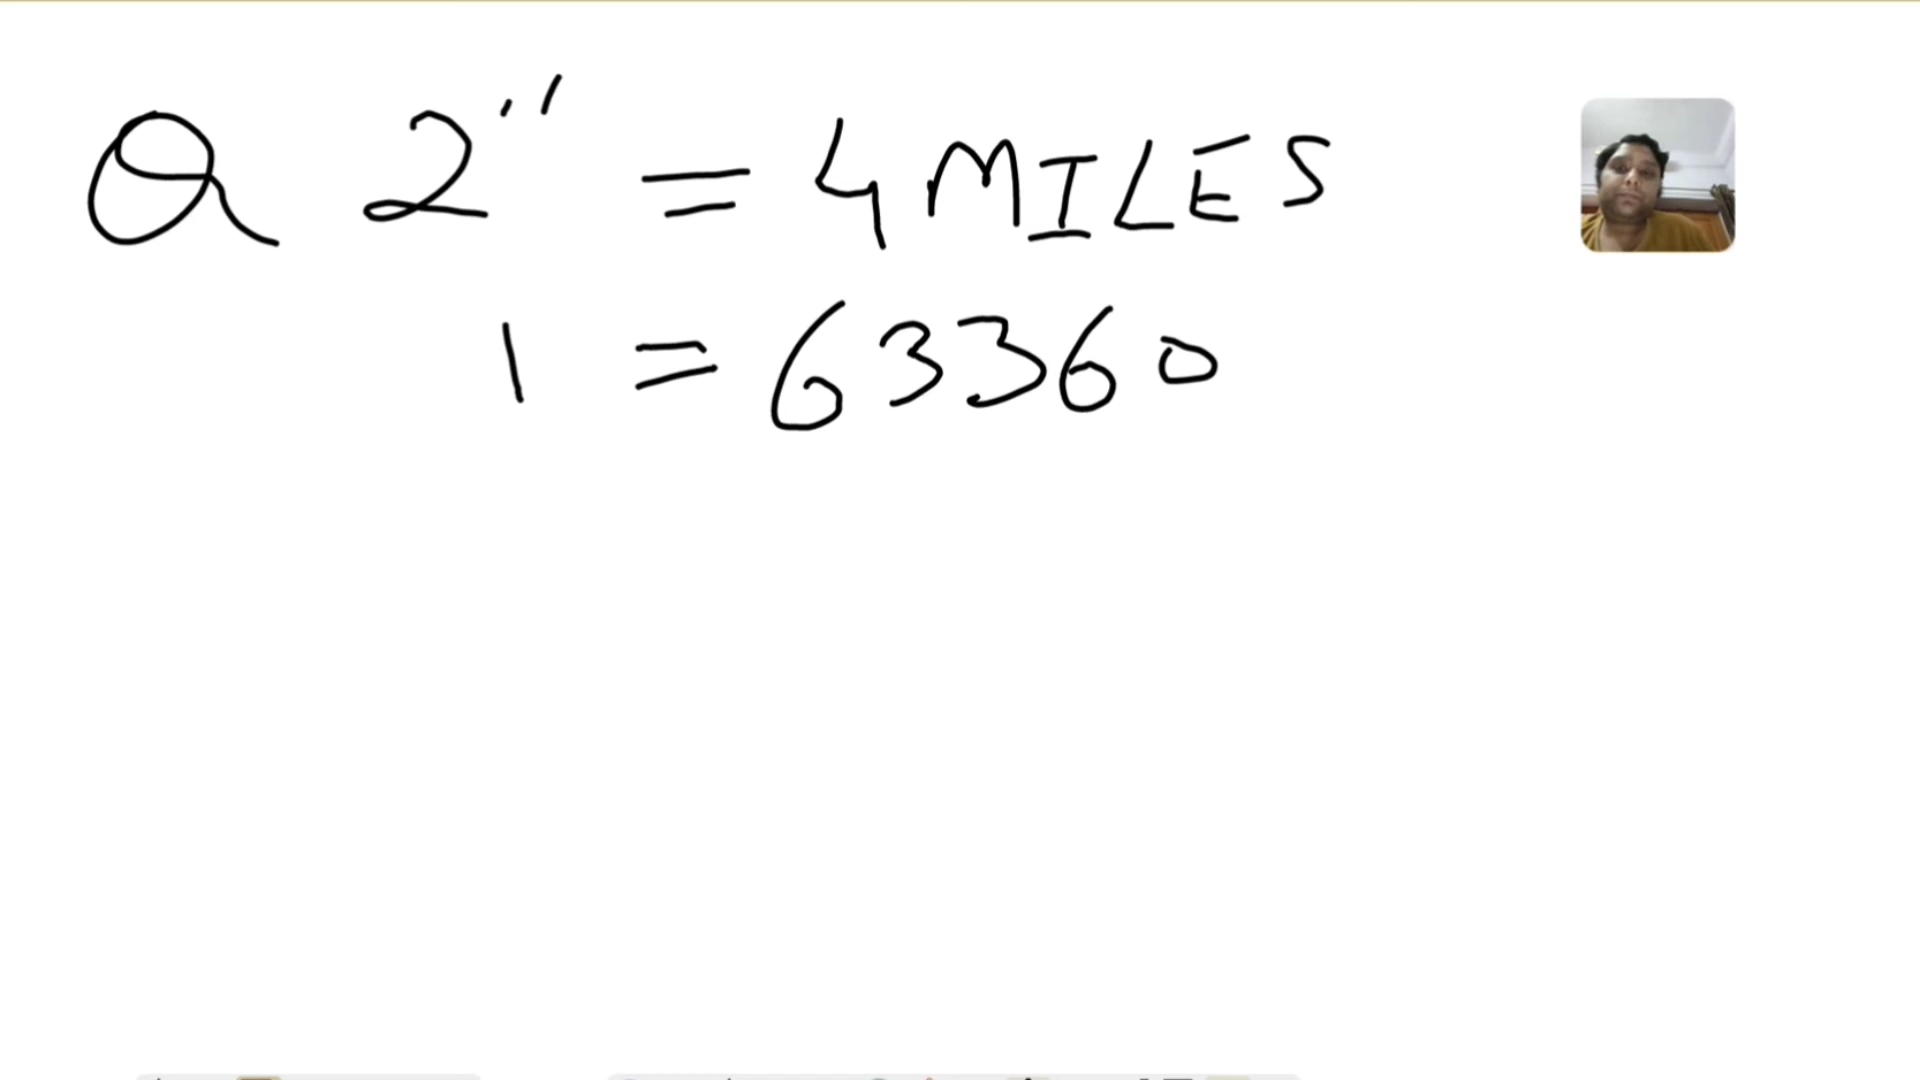 Q 2" = 4 MILES
1 = 63360